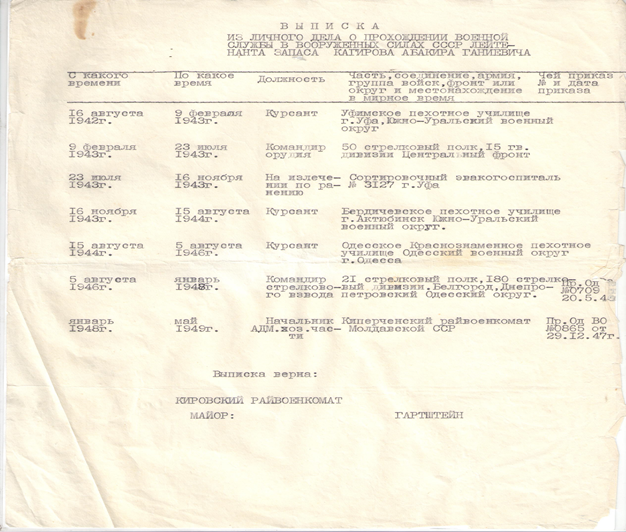 В Ы П И С К А
ИЗ ЛИЧНОГО ДЕЛА О ПРОХОЖДЕНИИ ВОЕННОЙ
СЛУЖБЫ В ВООРУЖЕННЫХ СИЛАХ СССР ЛЕЙТЕ-
НАНТА ЗАПАСА КАГИРОВА АБАКИРА ГАНИЕВИЧА
С какого времени По какое время Должность Часть,соединение,армия, группа войск,фронт или округ и местонахождение в мирное время Чей приказ № и дата приказа
16 августа 1942г. 9 февраля 1943г. Курсант Уфимское пехотное училище г.Уфа,Южно-Уральский военный округ
9 февраля 1943г. 23 июля 1943г. Командир орудия 50 стрелковый полк,15 гв. дивизии Центральный фронт
23 июля 1943г. 16 ноября 1943г. На излече-нии по ра-нению Сортировочный эвакогоспиталь № 3127 г.Уфа
16 ноября 1943г. 15 августа 1944г. Курсант Бердичевское пехотное училище г.Актюбинск Южно-Уральский военный округ.
15 августа 1944г. 5 августа 1946г. Курсант Одесское Краснознаменное пехотное училище Одесский военный округ г.Одесса
5 августа 1946г. январь Командир стрелково-го взвода 21 стрелковый полк,180 стрелко-вый дивизии.Белгород,Днепро-петровский Одесский округ. Пр.Од №0709
январь 1948г. май 1949г. Начальник АДМ.хоз.час-ти Киперченский райвоенкомат Молдавской ССР Пр.Од ВО №0865 от 29.12.47г.
Выписка верна:
КИРОВСКИЙ РАЙВОЕНКОМАТ
МАЙОР: ГАРТШТЕЙН